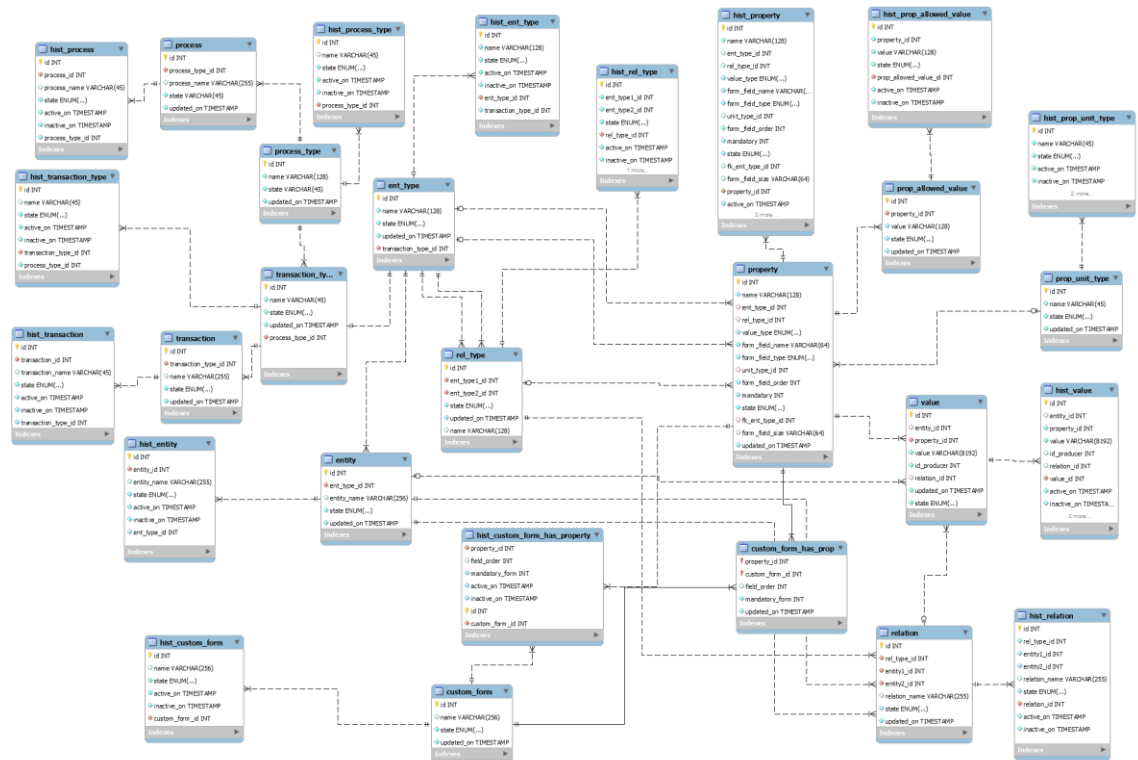 hist_process
id INT
process_id INT
process_name VARCHAR(45)
state ENUM(...)
active_on TIMESTAMP
inactive_on TIMESTAMP
process_type_id INT
Indexes
process
id INT
process_type_id INT
process_name VARCHAR(255)
state VARCHAR(45)
updated_on TIMESTAMP
Indexes
hist_process_type
id INT
name VARCHAR(45)
state ENUM(...)
active_on TIMESTAMP
inactive_on TIMESTAMP
process_type_id INT
Indexes
hist_ent_type
id INT
name VARCHAR(128)
state ENUM(...)
active_on TIMESTAMP
inactive_on TIMESTAMP
ent_type_id INT
transaction_type_id INT
Indexes
hist_rel_type
id INT
ent_type1_id INT
ent_type2_id INT
state ENUM(...)
rel_type_id INT
active_on TIMESTAMP
inactive_on TIMESTAMP
1 more...
Indexes
hist_property
id INT
name VARCHAR(128)
ent_type_id INT
rel_type_id INT
value_type ENUM(...)
form_field_name VARCHAR(...
form_field_type ENUM(...)
unit_type_id INT
form_field_order INT
mandatory INT
state ENUM(...)
fk_ent_type_id INT
form_field_size VARCHAR(64)
property_id INT
active_on TIMESTAMP
2 more...
Indexes
hist_prop_allowed_value
id INT
property_id INT
value VARCHAR(128)
state ENUM(...)
prop_allowed_value_id INT
active_on TIMESTAMP
inactive_on TIMESTAMP
Indexes
hist_prop_unit_type
id INT
name VARCHAR(45)
state ENUM(...)
active_on TIMESTAMP
inactive_on TIMESTAMP
2 more...
Indexes
process_type
id INT
name VARCHAR(128)
state VARCHAR(45)
updated_on TIMESTAMP
Indexes
hist_transaction_type
id INT
name VARCHAR(45)
state ENUM(...)
active_on TIMESTAMP
inactive_on TIMESTAMP
transaction_type_id INT
process_type_id INT
Indexes
ent_type
id INT
name VARCHAR(128)
state ENUM(...)
updated_on TIMESTAMP
transaction_type_id INT
Indexes
prop_allowed_value
id INT
property_id INT
value VARCHAR(128)
state ENUM(...)
updated_on TIMESTAMP
Indexes
transaction_ty...
id INT
name VARCHAR(45)
state ENUM(...)
updated_on TIMESTAMP
process_type_id INT
Indexes
property
id INT
name VARCHAR(128)
ent_type_id INT
rel_type_id INT
value_type ENUM(...)
form_field_name VARCHAR(64)
form_field_type ENUM(...)
unit_type_id INT
form_field_order INT
mandatory INT
state ENUM(...)
fk_ent_type_id INT
form_field_size VARCHAR(64)
updated_on TIMESTAMP
Indexes
prop_unit_type
id INT
name VARCHAR(45)
state ENUM(...)
updated_on TIMESTAMP
Indexes
hist_transaction
id INT
transaction_id INT
transaction_name VARCHAR(45)
state ENUM(...)
active_on TIMESTAMP
inactive_on TIMESTAMP
transaction_type_id INT
Indexes
transaction
id INT
transaction_type_id INT
name VARCHAR(255)
state ENUM(...)
updated_on TIMESTAMP
Indexes
rel_type
id INT
ent_type1_id INT
ent_type2_id INT
state ENUM(...)
updated_on TIMESTAMP
name VARCHAR(128)
Indexes
value
id INT
entity_id INT
property_id INT
value VARCHAR(8192)
id_producer INT
relation_id INT
updated_on TIMESTAMP
state ENUM(...)
Indexes
hist_value
id INT
entity_id INT
property_id INT
value VARCHAR(8192)
id_producer INT
relation_id INT
value_id INT
active_on TIMESTAMP
inactive_on TIMESTA...
2 more...
Indexes
hist_entity
id INT
entity_id INT
entity_name VARCHAR(255)
state ENUM(...)
active_on TIMESTAMP
inactive_on TIMESTAMP
ent_type_id INT
Indexes
entity
id INT
ent_type_id INT
entity_name VARCHAR(256)
state ENUM(...)
updated_on TIMESTAMP
Indexes
hist_custom_form_has_property
property_id INT
field_order INT
mandatory_form INT
active_on TIMESTAMP
inactive_on TIMESTAMP
id INT
custom_form_id INT
Indexes
custom_form_has_prop
property_id INT
custom_form_id INT
field_order INT
mandatory_form INT
updated_on TIMESTAMP
Indexes
hist_custom_form
id INT
name VARCHAR(256)
state ENUM(...)
active_on TIMESTAMP
inactive_on TIMESTAMP
custom_form_id INT
Indexes
custom_form
id INT
name VARCHAR(256)
state ENUM(...)
updated_on TIMESTAMP
Indexes
relation
id INT
rel_type_id INT
entity1_id INT
entity2_id INT
relation_name VARCHAR(255)
state ENUM(...)
updated_on TIMESTAMP
Indexes
hist_relation
id INT
rel_type_id INT
entity1_id INT
entity2_id INT
relation_name VARCHAR(255)
state ENUM(...)
relation_id INT
active_on TIMESTAMP
inactive_on TIMESTAMP
Indexes